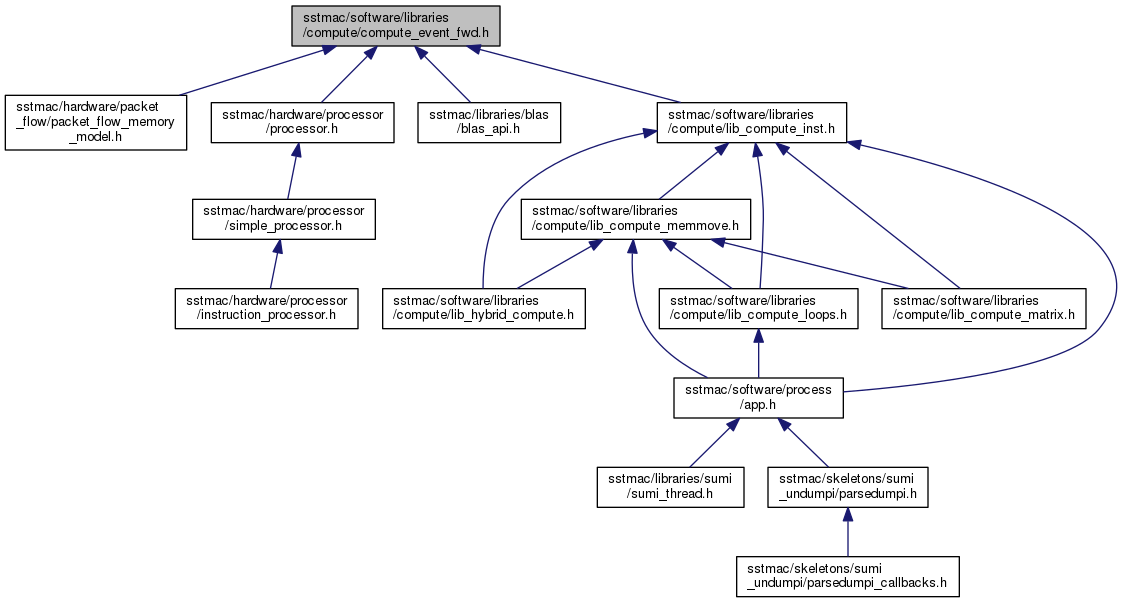 sstmac/software/libraries
/compute/compute_event_fwd.h
sstmac/hardware/packet
_flow/packet_flow_memory
_model.h
sstmac/hardware/processor
/processor.h
sstmac/libraries/blas
/blas_api.h
sstmac/software/libraries
/compute/lib_compute_inst.h
sstmac/hardware/processor
/simple_processor.h
sstmac/software/libraries
/compute/lib_compute_memmove.h
sstmac/hardware/processor
/instruction_processor.h
sstmac/software/libraries
/compute/lib_hybrid_compute.h
sstmac/software/libraries
/compute/lib_compute_loops.h
sstmac/software/libraries
/compute/lib_compute_matrix.h
sstmac/software/process
/app.h
sstmac/libraries/sumi
/sumi_thread.h
sstmac/skeletons/sumi
_undumpi/parsedumpi.h
sstmac/skeletons/sumi
_undumpi/parsedumpi_callbacks.h